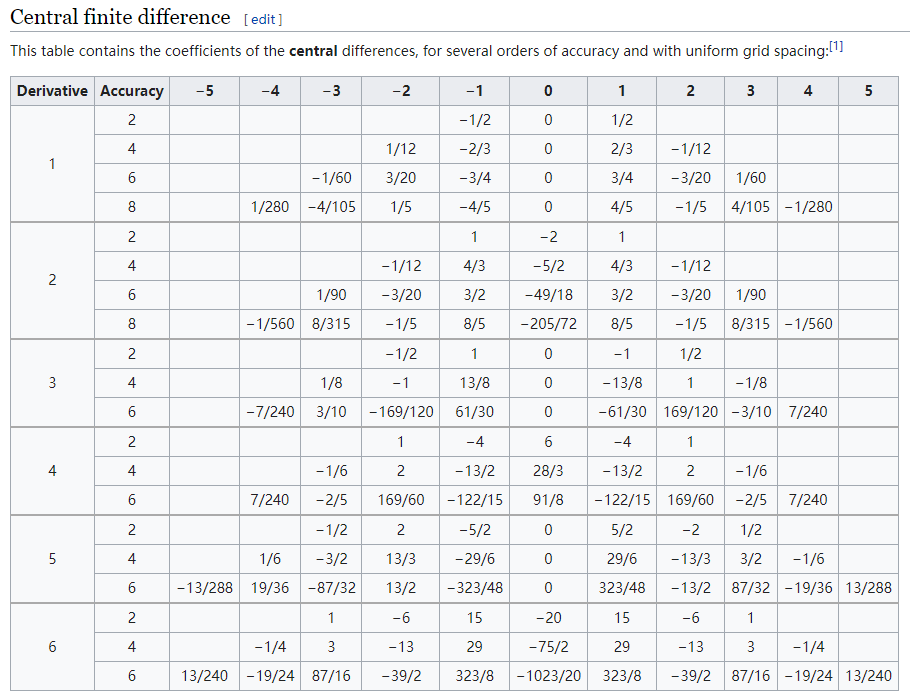 Central finite difference [ edit ]
This table contains the coefficients of the central differences, for several orders of accuracy and with uniform grid spacing:[1]
Derivative Accuracy −5 −4 −3 −2 −1 0 1 2 3 4 5
1
2 −1/2 0 1/2
4 1/12 −2/3 0 2/3 −1/12
6 −1/60 3/20 −3/4 0 3/4 −3/20 1/60
8 1/280 −4/105 1/5 −4/5 0 4/5 −1/5 4/105 −1/280
2
2 1 −2 1
4 −1/12 4/3 −5/2 4/3 −1/12
6 1/90 −3/20 3/2 −49/18 3/2 −3/20 1/90
8 −1/560 8/315 −1/5 8/5 −205/72 8/5 −1/5 8/315 −1/560
3
2 −1/2 1 0 −1 1/2
4 1/8 −1 13/8 0 −13/8 1 −1/8
6 −7/240 3/10 −169/120 61/30 0 −61/30 169/120 −3/10 7/240
4
2 1 −4 6 −4 1
4 −1/6 2 −13/2 28/3 −13/2 2 −1/6
6 7/240 −2/5 169/60 −122/15 91/8 −122/15 169/60 −2/5 7/240
5
2 −1/2 2 −5/2 0 5/2 −2 1/2
4 1/6 −3/2 13/3 −29/6 0 29/6 −13/3 3/2 −1/6
6 −13/288 19/36 −87/32 13/2 −323/48 0 323/48 −13/2 87/32 −19/36 13/288
6
2 1 −6 15 −20 15 −6 1
4 −1/4 3 −13 29 −75/2 29 −13 3 −1/4
6 13/240 −19/24 87/16 −39/2 323/8 −1023/20 323/8 −39/2 87/16 −19/24 13/240